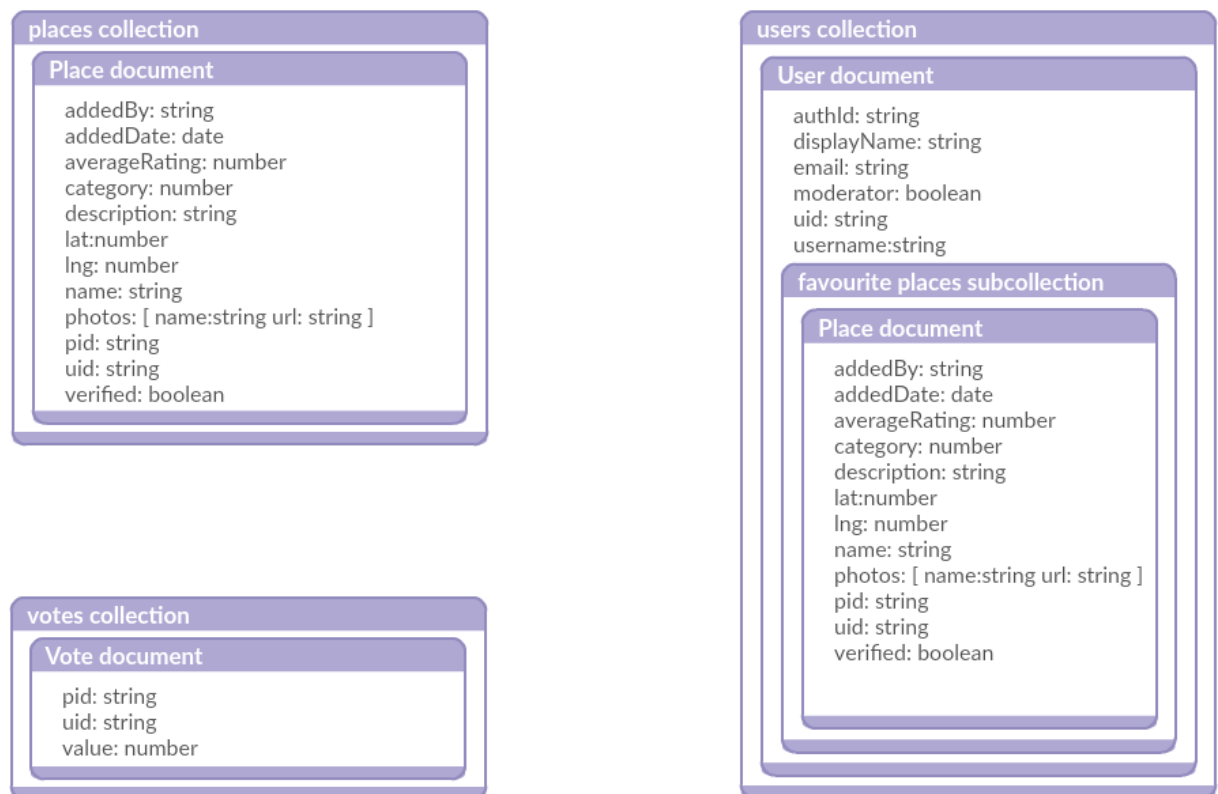 places collection
Place document
addedBy: string
addedDate: date
averageRating: number
category: number
description: string
lat:number
lng: number
name: string
photos: [ name:string url: string ]
pid: string
uid: string
verified: boolean
votes collection
Vote document
pid: string
uid: string
value: number
users collection
User document
authId: string
displayName: string
email: string
moderator: boolean
uid: string
username:string
favourite places subcollection
Place document
addedBy: string
addedDate: date
averageRating: number
category: number
description: string
lat:number
lng: number
name: string
photos: [ name:string url: string ]
pid: string
uid: string
verified: boolean